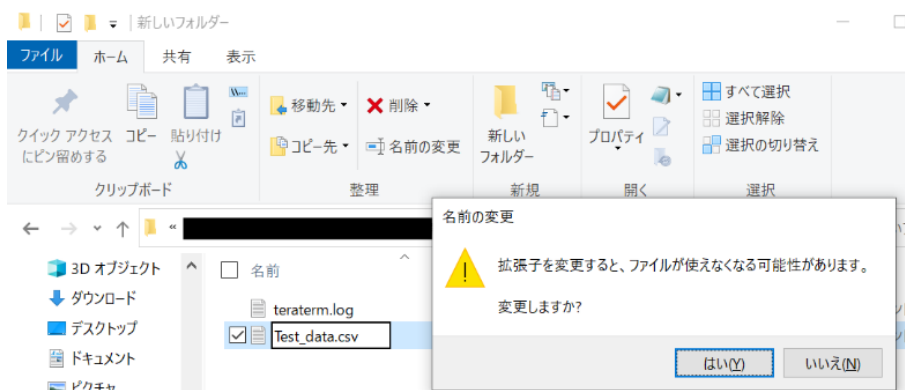 新しいフォルダー
ファイル ホーム 共有 表示
クイック アクセスにピン留めする
コピー
貼り付け
移動先
コピー先
削除
名前の変更
新しいフォルダー
プロパティ
すべて選択
選択解除
選択の切り替え
クリップボード 整理 新規 開く 選択
名前の変更
拡張子を変更すると、ファイルが使えなくなる可能性があります。
変更しますか?
はい(Y) いいえ(N)
3D オブジェクト
ダウンロード
デスクトップ
ドキュメント
ピクチャ
名前
teraterm.log
Test_data.csv